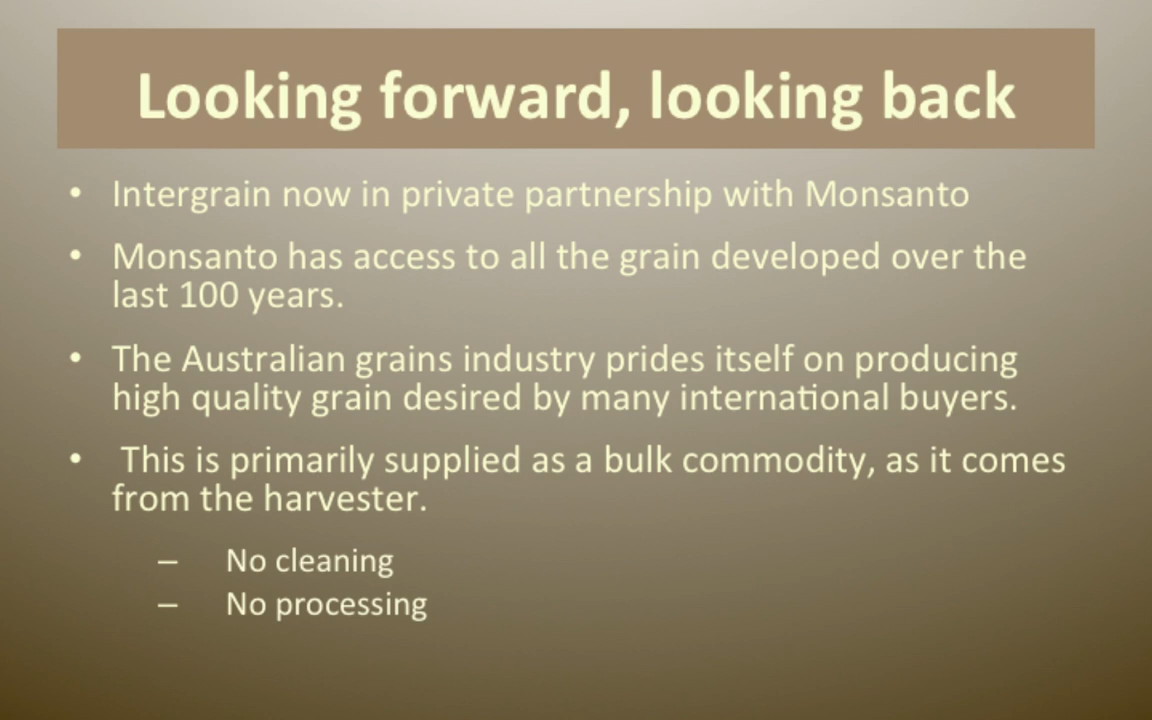 Looking forward, looking back
• Intergrain now in private partnership with Monsanto
• Monsanto has access to all the grain developed over the
last 100 years.
• The Australian grains industry prides itself on producing
high quality grain desired by many international buyers.
• This is primarily supplied as a bulk commodity, as it comes
from the harvester.
– No cleaning
– No processing